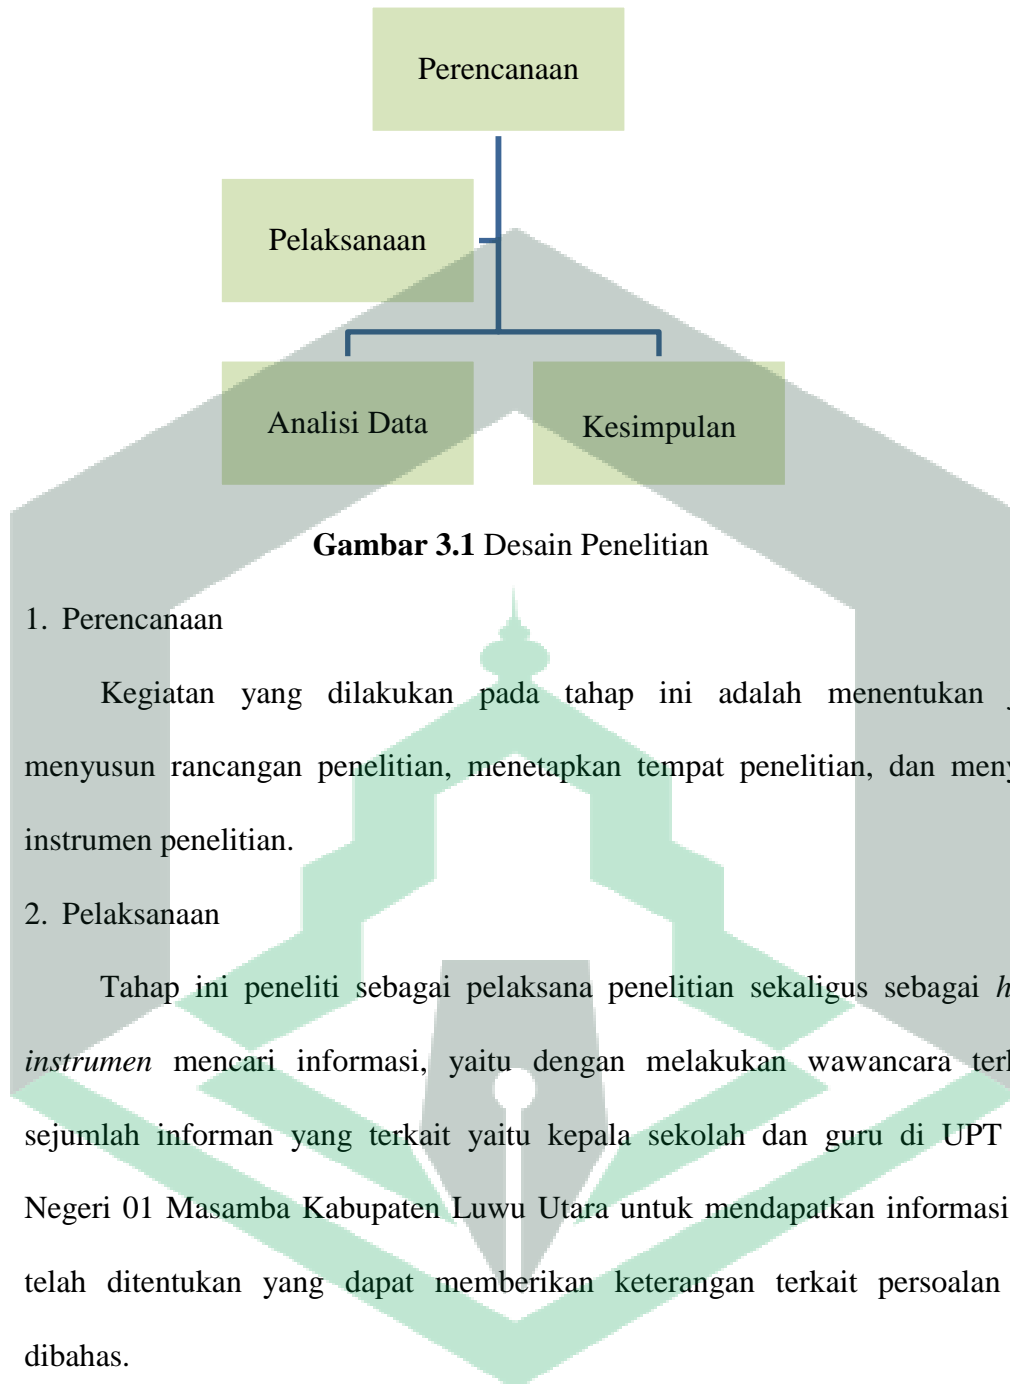 Perencanaan
Pelaksanaan
Analisi Data
Kesimpulan
Gambar 3.1 Desain Penelitian
1. Perencanaan
Kegiatan yang dilakukan pada tahap ini adalah menentukan
menyusun rancangan penelitian, menetapkan tempat penelitian, dan
instrumen penelitian.
2. Pelaksanaan
Tahap ini peneliti sebagai pelaksana penelitian sekaligus sebagai
instrumen mencari informasi, yaitu dengan melakukan wawancara
sejumlah informan yang terkait yaitu kepala sekolah dan guru di UPT
Negeri 01 Masamba Kabupaten Luwu Utara untuk mendapatkan informasi
telah ditentukan yang dapat memberikan keterangan terkait persoalan
dibahas.